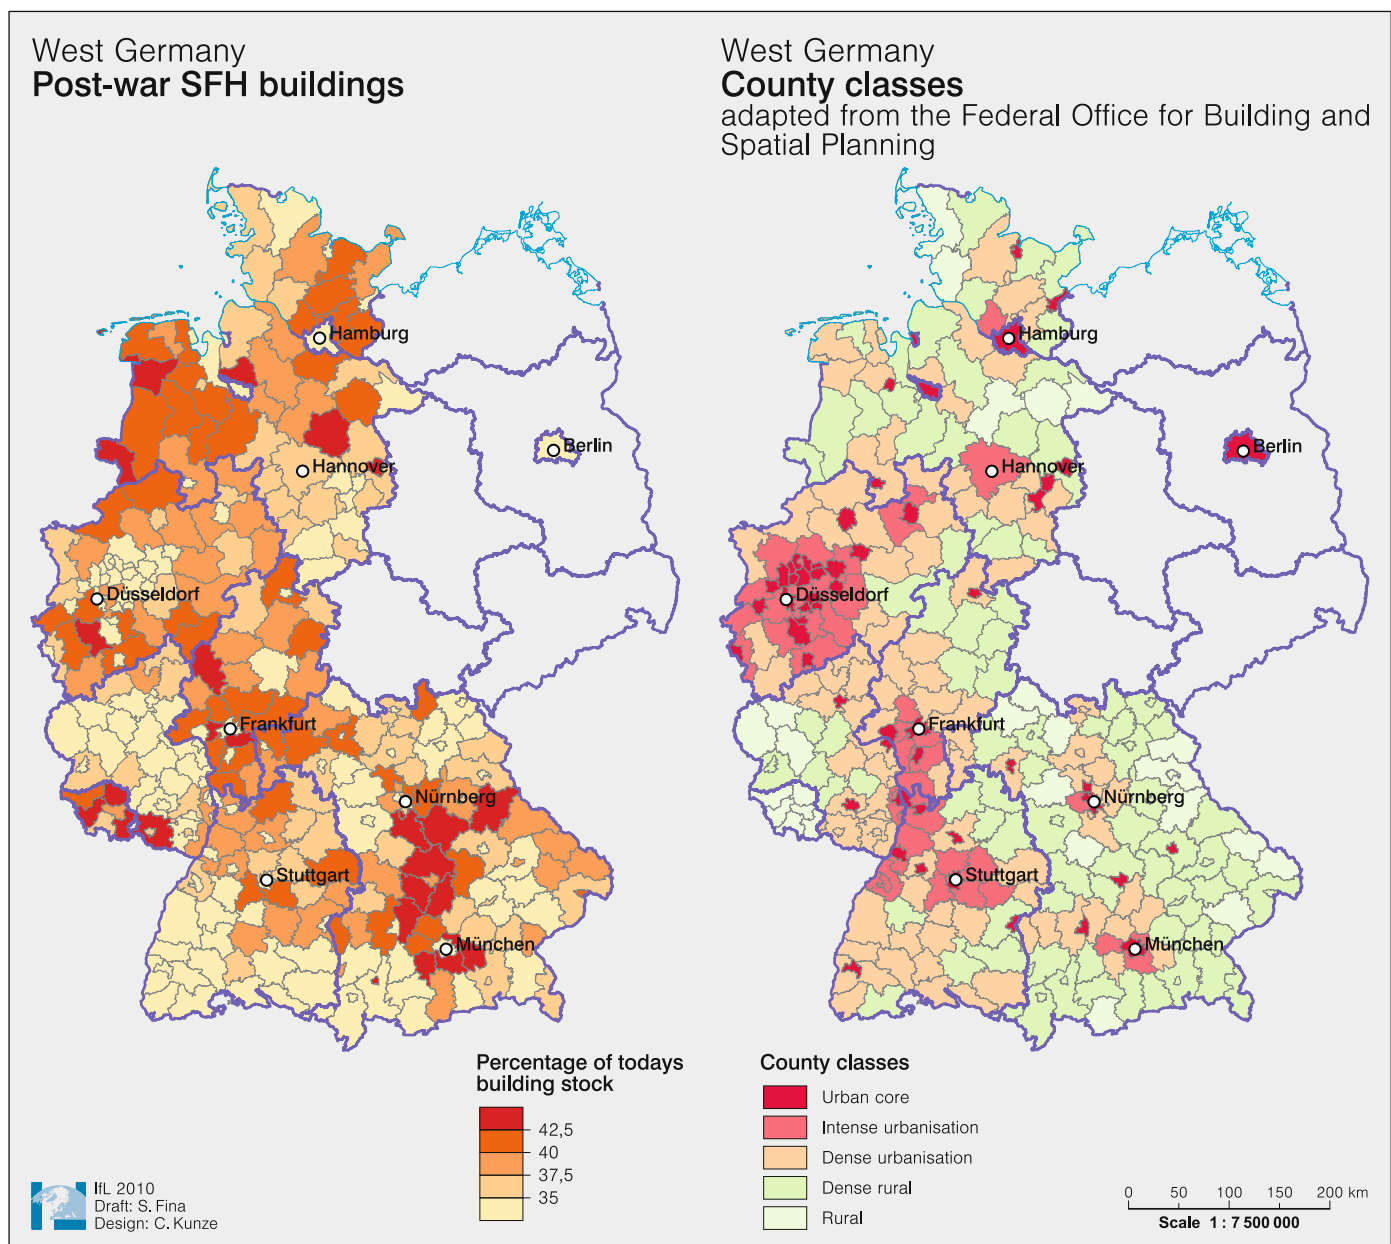 West Germany
Post-war SFH buildings
Hamburg
Berlin
Hannover
Düsseldorf
Frankfurt
Nürnberg
Stuttgart
München
Percentage of todays
building stock
42,5
40
37,5
35
IfL 2010
Draft: S. Fina
Design: C. Kunze
West Germany
County classes
adapted from the Federal Office for Building and
Spatial Planning
Hamburg
Berlin
Hannover
Düsseldorf
Frankfurt
Nürnberg
Stuttgart
München
County classes
Urban core
Intense urbanisation
Dense urbanisation
Dense rural
Rural
0 50 100 150 200 km
Scale 1 : 7 500 000